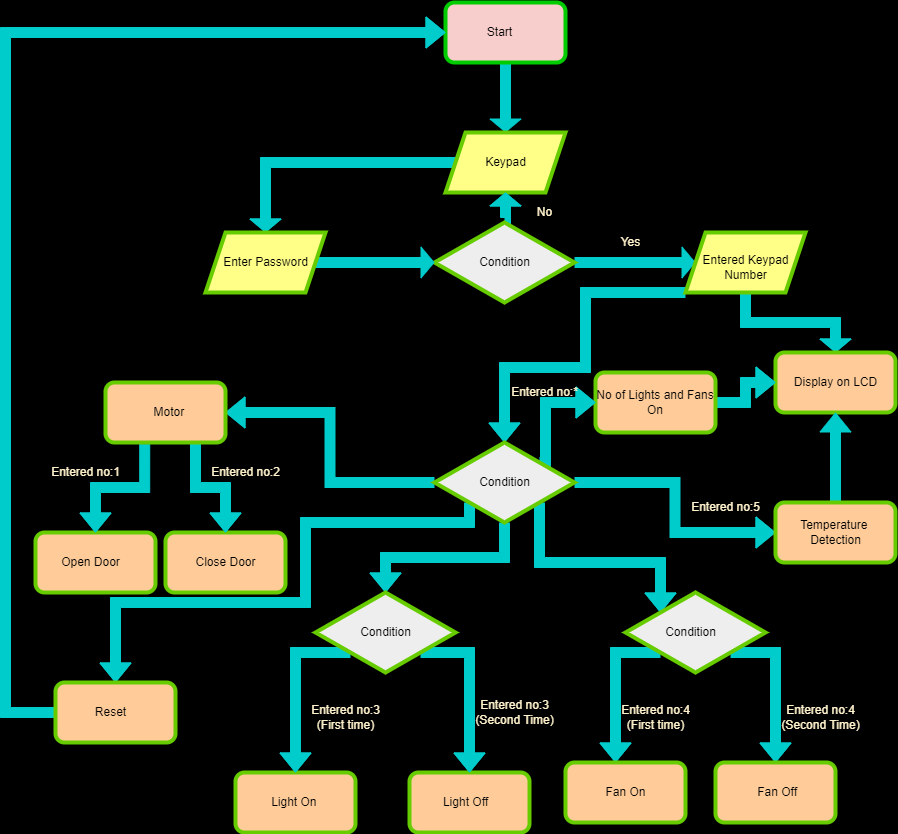 Start
Keypad
No
Enter Password
Condition
Yes
Entered Keypad
Number
Display on LCD
Entered no:*
No of Lights and Fans
On
Motor
Entered no:1
Entered no:2
Condition
Entered no:5
Temperature
Detection
Open Door
Close Door
Condition
Condition
Reset
Entered no:3
(First time)
Entered no:3
(Second Time)
Entered no:4
(First time)
Entered no:4
(Second Time)
Light On
Light Off
Fan On
Fan Off